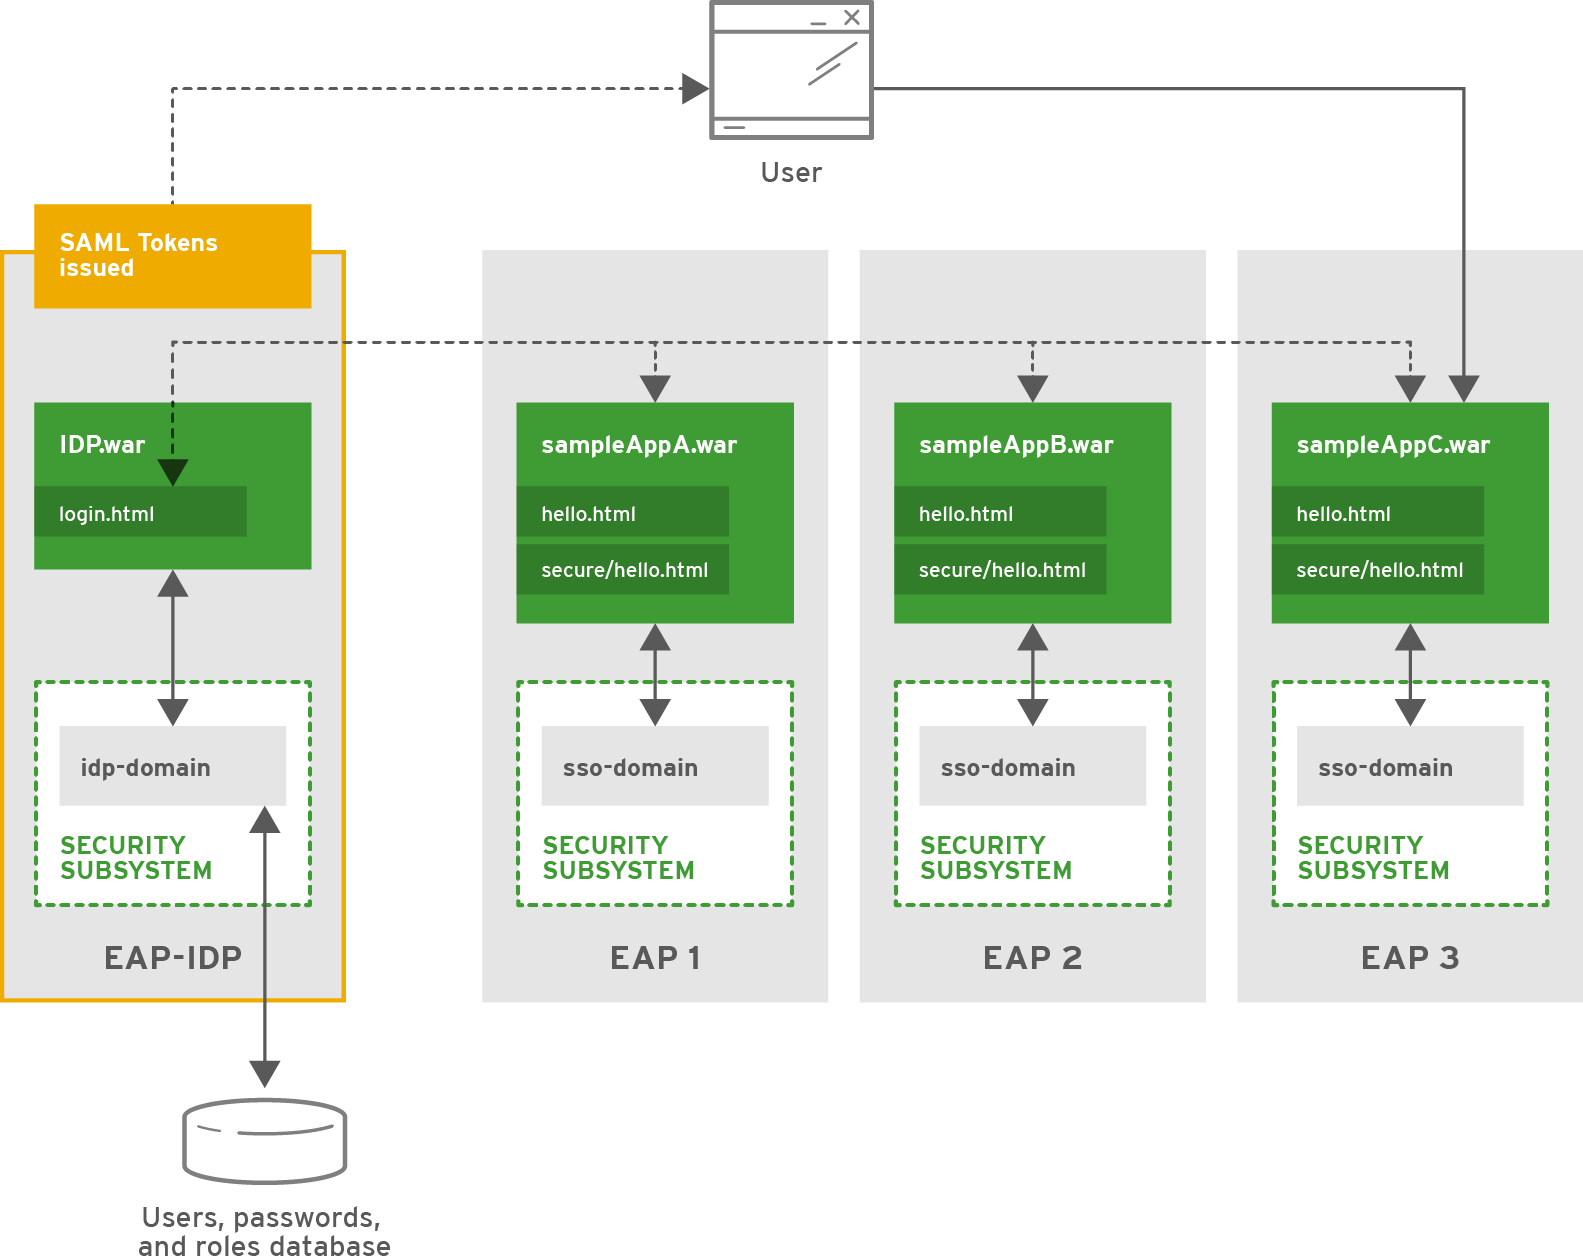 User
SAML Tokens
issued
IDP.war
login.html
idp-domain
SECURITY
SUBSYSTEM
EAP-IDP
sampleAppA.war
hello.html
secure/hello.html
sso-domain
SECURITY
SUBSYSTEM
EAP 1
sampleAppB.war
hello.html
secure/hello.html
sso-domain
SECURITY
SUBSYSTEM
EAP 2
sampleAppC.war
hello.html
secure/hello.html
sso-domain
SECURITY
SUBSYSTEM
EAP 3
Users, passwords,
and roles database